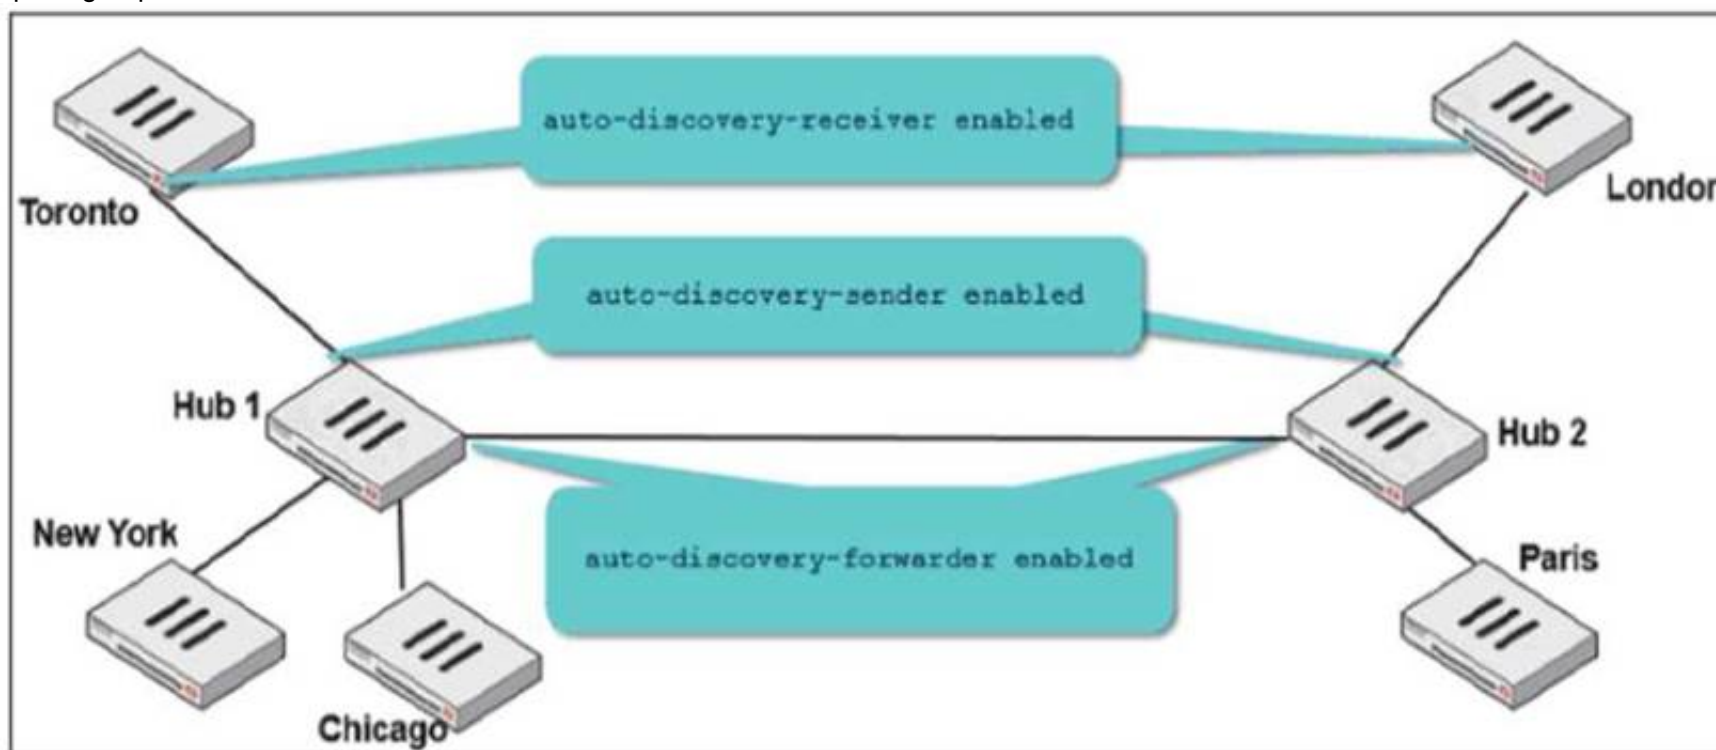 auto-discovery-receiver enabled
Toronto
Londor
auto-discovery-sender enabled
Hub 1
Hub 2
New York
auto-discovery-forwarder enabled
Paris
Chicago